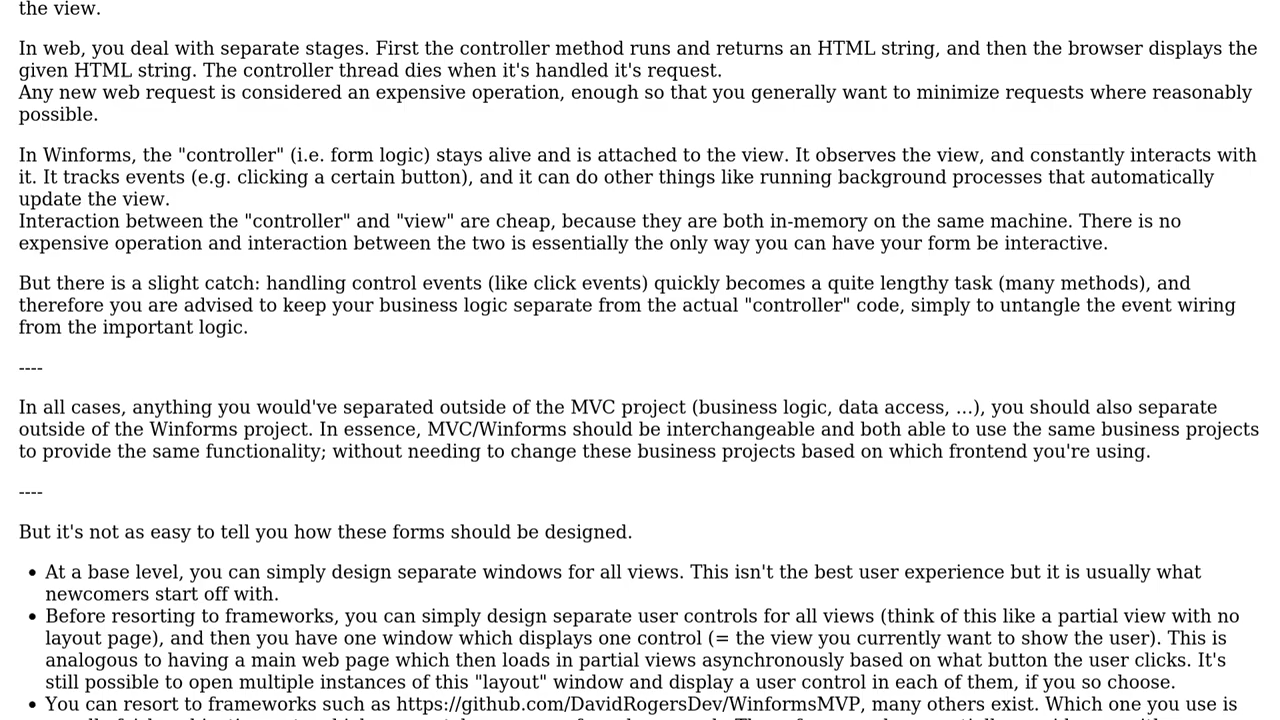 the view.
In web, you deal with separate stages. First the controller method runs and returns an HTML string, and then the browser displays the
given HTML string. The controller thread dies when it's handled it's request.
Any new web request is considered an expensive operation, enough so that you generally want to minimize requests where reasonably
possible.
In Winforms, the "controller" (i.e. form logic) stays alive and is attached to the view. It observes the view, and constantly interacts with
it. It tracks events (e.g. clicking a certain button), and it can do other things like running background processes that automatically
update the view.
Interaction between the "controller" and "view" are cheap, because they are both in-memory on the same machine. There is no
expensive operation and interaction between the two is essentially the only way you can have your form be interactive.
But there is a slight catch: handling control events (like click events) quickly becomes a quite lengthy task (many methods), and
therefore you are advised to keep your business logic separate from the actual "controller" code, simply to untangle the event wiring
from the important logic.
----
In all cases, anything you would've separated outside of the MVC project (business logic, data access, ...), you should also separate
outside of the Winforms project. In essence, MVC/Winforms should be interchangeable and both able to use the same business projects
to provide the same functionality; without needing to change these business projects based on which frontend you're using.
----
But it's not as easy to tell you how these forms should be designed.
• At a base level, you can simply design separate windows for all views. This isn't the best user experience but it is usually what
newcomers start off with.
• Before resorting to frameworks, you can simply design separate user controls for all views (think of this like a partial view with no
layout page), and then you have one window which displays one control (= the view you currently want to show the user). This is
analogous to having a main web page which then loads in partial views asynchronously based on what button the user clicks. It's
still possible to open multiple instances of this "layout" window and display a user control in each of them, if you so choose.
• You can resort to frameworks such as https://github.com/DavidRogersDev/WinformsMVP, many others exist. Which one you use is